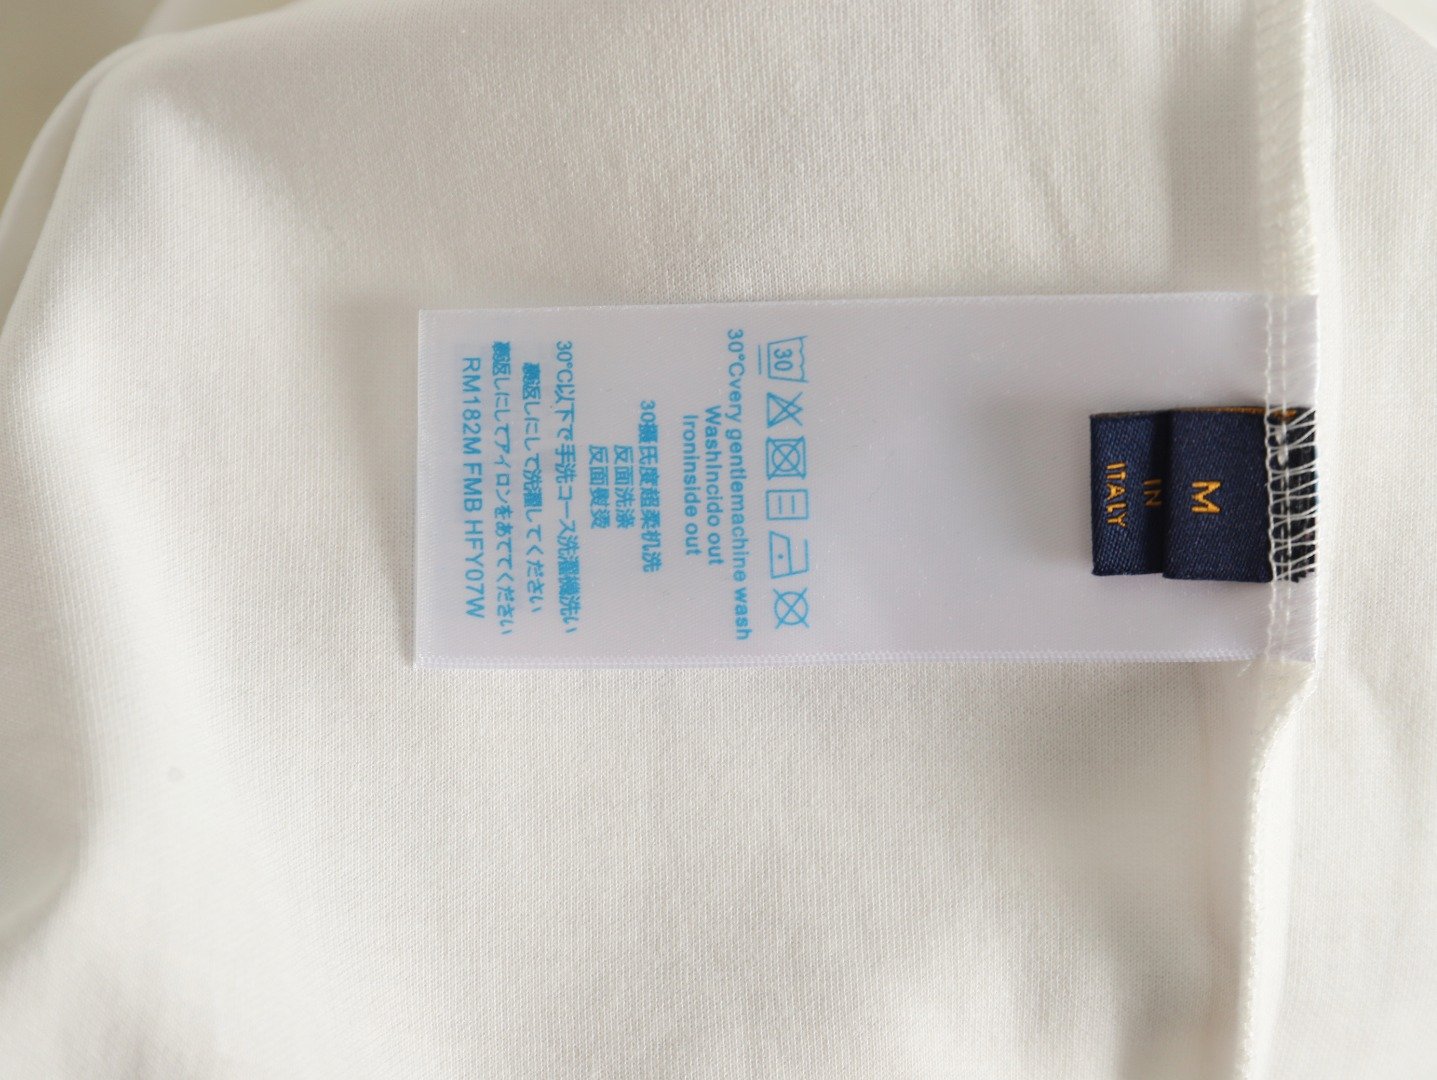 30
30°Cvery gentlemachine wash
WashIncido out
Ironinside out
30摄氏度超柔机洗
反面洗涤
反面熨烫
30°C以下で手洗コース洗濯機洗い
裏返しにして洗濯してください
裏返しにしてアイロンをあててください
RM182M FMB HFY07W
M
IN
ITALY